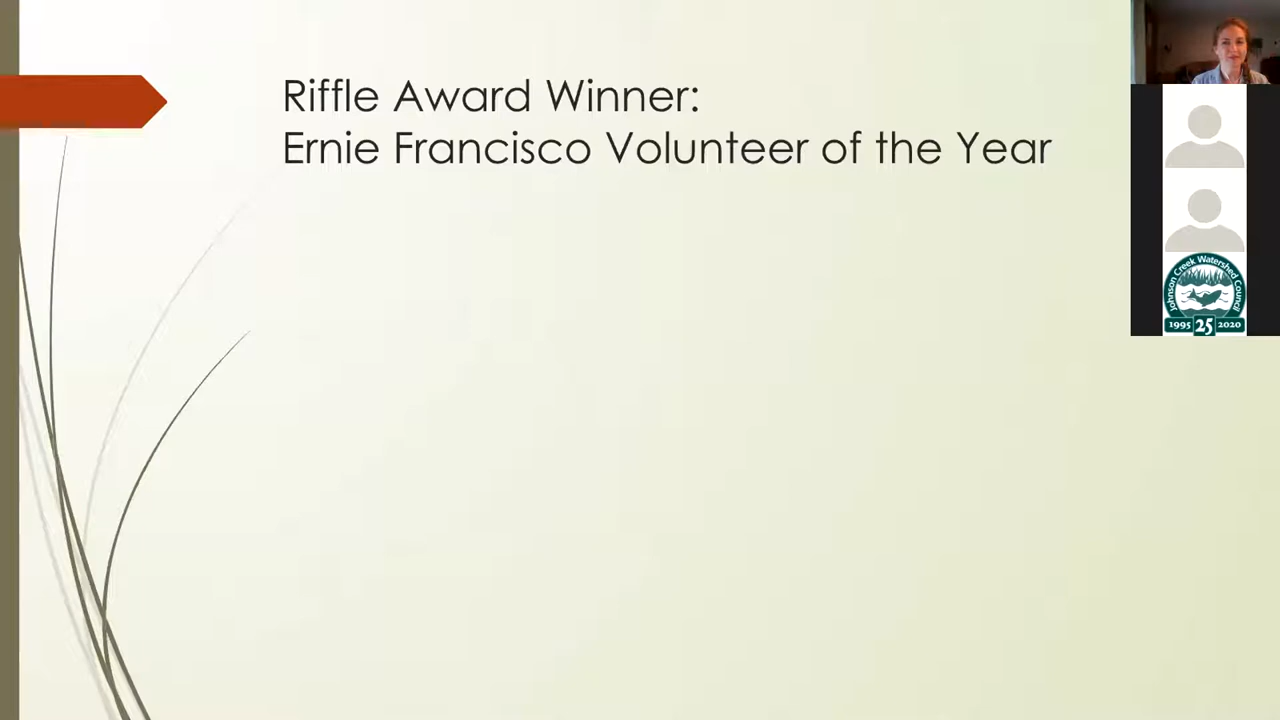 Riffle Award Winner:
Ernie Francisco Volunteer of the Year
Johnson Creek Watershed Council
1995 25 2020